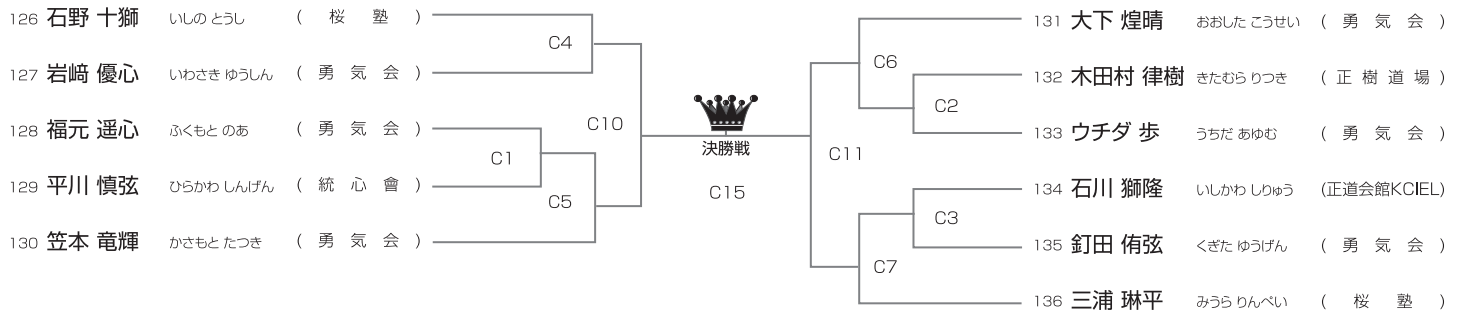 126 石野 十獅 いしの とうし ( 桜 塾 )
C4
127 岩﨑 優心 いわさき ゆうしん ( 勇 気 会 )
C10
128 福元 遥心 ふくもと のあ ( 勇 気 会 )
C1
129 平川 慎弦 ひらかわ しんげん ( 統 心 會 )
C5
130 笠本 竜輝 かさもと たつき ( 勇 気 会 )
決勝戦
C15
131 大下 煌晴 おおした こうせい ( 勇 気 会 )
C6
132 木田村 律樹 きたむら りつき ( 正 樹 道 場 )
C2
133 ウチダ 歩 うちだ あゆむ ( 勇 気 会 )
C11
134 石川 獅隆 いしかわ しりゅう (正道会館KCIEL)
C3
135 釘田 侑弦 くぎた ゆうげん ( 勇 気 会 )
C7
136 三浦 琳平 みうら りんぺい ( 桜 塾 )